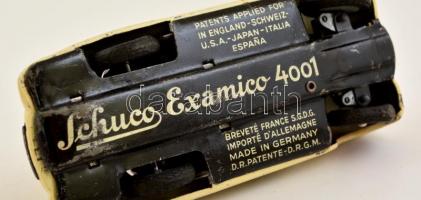 PATENTS APPLIED FOR
IN ENGLAND-SCHWEIZ-
U.S.A.-JAPAN-ITALIA
ESPAÑA
Schuco Examico 4001
BREVETÉ FRANCE S.G.D.G.
IMPORTÉ D'ALLEMAGNE
MADE IN GERMANY
D.R.PATENTE-D.R.G.M.
darabanth